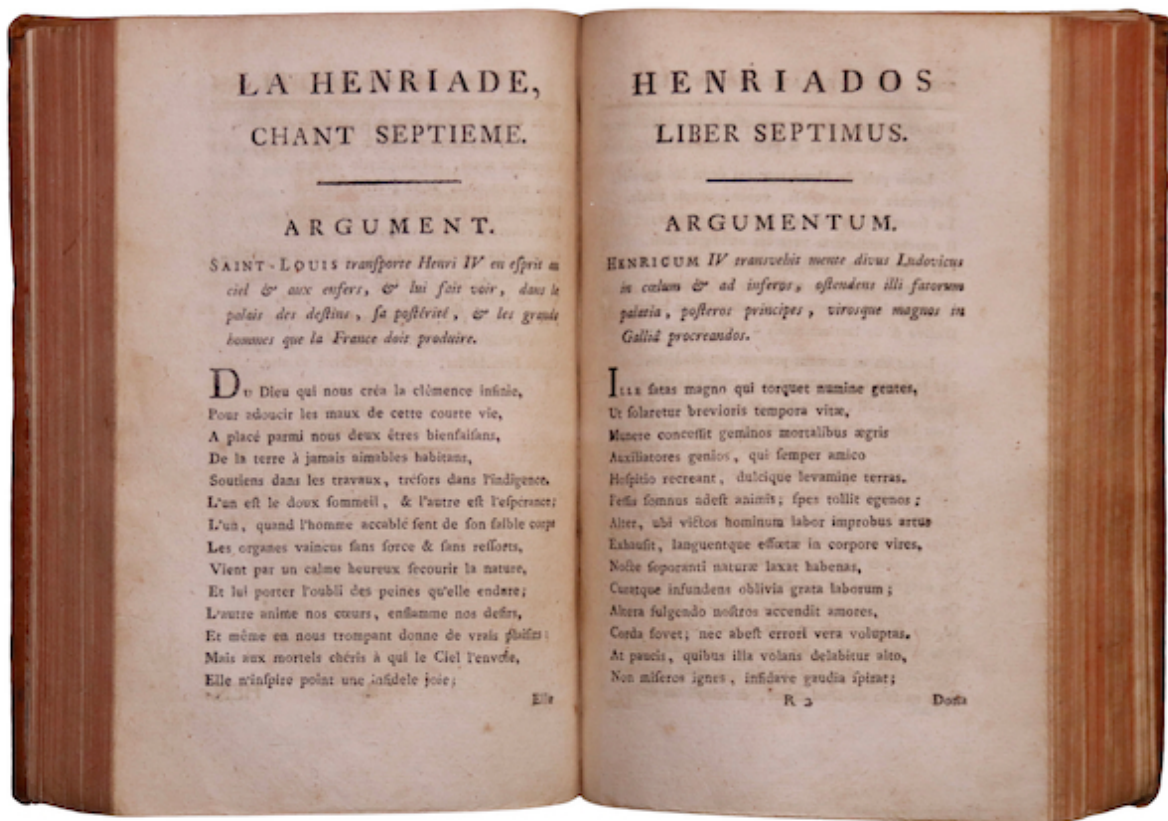 LA HENRIADE,
CHANT SEPTIEME.
ARGUMENT.
SAINT-LOUIS tranſporte Henri IV en eſprit au
ciel & aux enfers, & lui fait voir, dans le
palais des deſtins, ſa poſtérité, & les grands
hommes que la France doit produire.
DU Dieu qui nous créa la clémence infinie,
Pour adoucir les maux de cette courte vie,
A placé parmi nous deux êtres bienfaiſans,
De la terre à jamais aimables habitans,
Soutiens dans les travaux, tréſors dans l'indigence.
L'un eſt le doux ſommeil, & l'autre eſt l'eſpérance;
L'un, quand l'homme accablé ſent de ſon foible corps
Les organes vaincus ſans force & ſans reſſorts,
Vient par un calme heureux ſecourir la nature,
Et lui porter l'oubli des peines qu'elle endure;
L'autre anime nos cœurs, enflamme nos deſirs,
Et même en nous trompant donne de vrais plaiſirs;
Mais aux mortels chéris à qui le Ciel l'envoie,
Elle n'inſpire point une infidele joie;
Elle
HENRIADOS
LIBER SEPTIMUS.
ARGUMENTUM.
HENRICUM IV transvehit mente divus Ludovicus
in cœlum & ad inferos, oſtendens illi fatorum
palatia, poſteros principes, viroſque magnos in
Galliâ procreandos.
ILLE ſatas magno qui torquet numine gentes,
Ut ſolaretur brevioris tempora vitæ,
Munere conceſſit geminos mortalibus ægris
Auxiliatores genios, qui ſemper amico
Hoſpitio recreant, dulcique levamine terras.
Feſſis ſomnus adeſt animis; ſpes tollit egenos;
Alter, ubi victos hominum labor improbus artus
Exhauſit, languentque effœtæ in corpore vires,
Nocte ſoporanti naturæ laxat habenas,
Curatque infundens oblivia grata laborum;
Altera fulgendo noſtros accendit amores,
Corda fovet; nec abeſt errori vera voluptas.
At paucis, quibus illa volans delabitur alto,
Non miſeros ignes, infidave gaudia ſpirat;
R 2
Dona